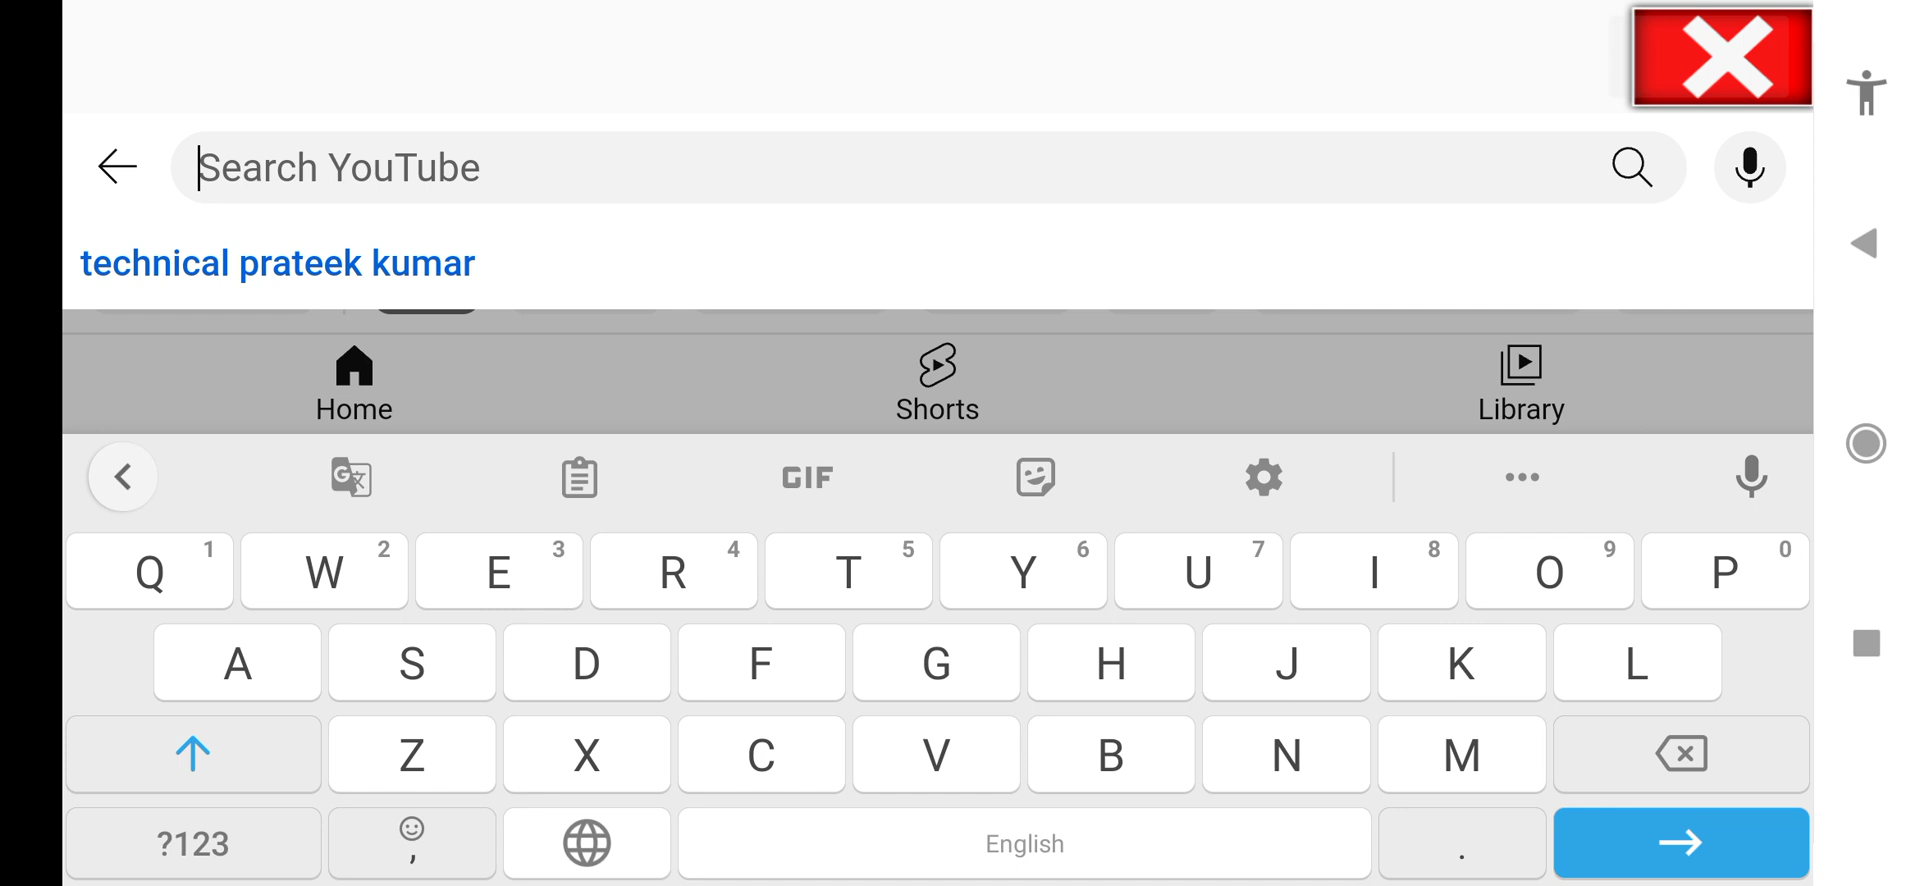 Search YouTube
technical prateek kumar
Home Shorts Library
GIF
Q 1 W 2 E 3 R 4 T 5 Y 6 U 7 I 8 O 9 P 0
A S D F G H J K L
Z X C V B N M
?123 , English .